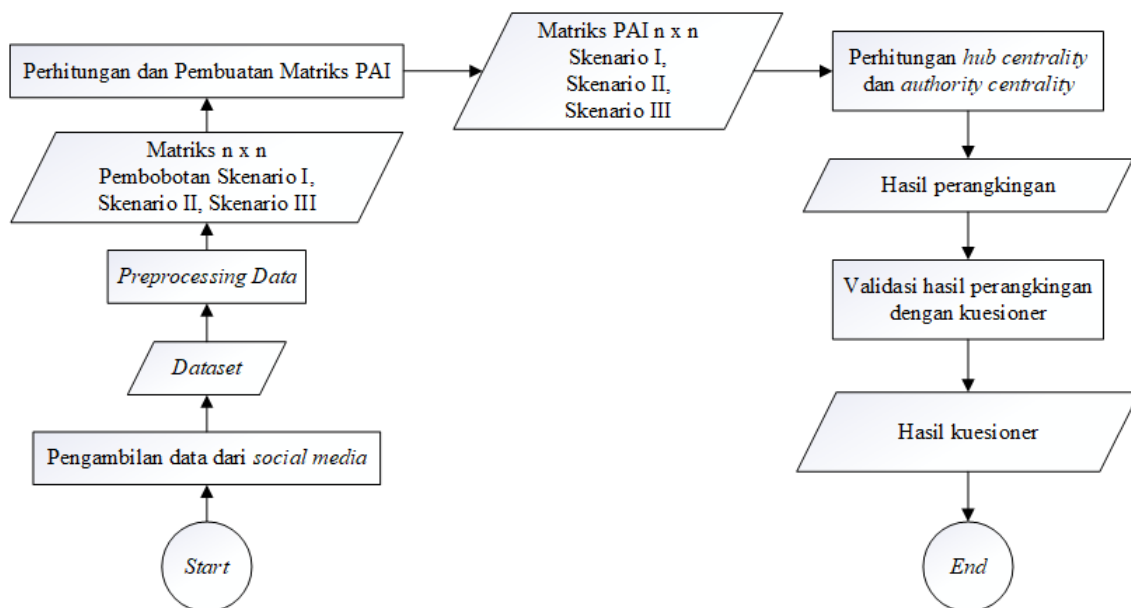 Start
Pengambilan data dari social media
Dataset
Preprocessing Data
Matriks n x n
Pembobotan Skenario I,
Skenario II, Skenario III
Perhitungan dan Pembuatan Matriks PAI
Matriks PAI n x n
Skenario I,
Skenario II,
Skenario III
Perhitungan hub centrality
dan authority centrality
Hasil perangkingan
Validasi hasil perangkingan
dengan kuesioner
Hasil kuesioner
End